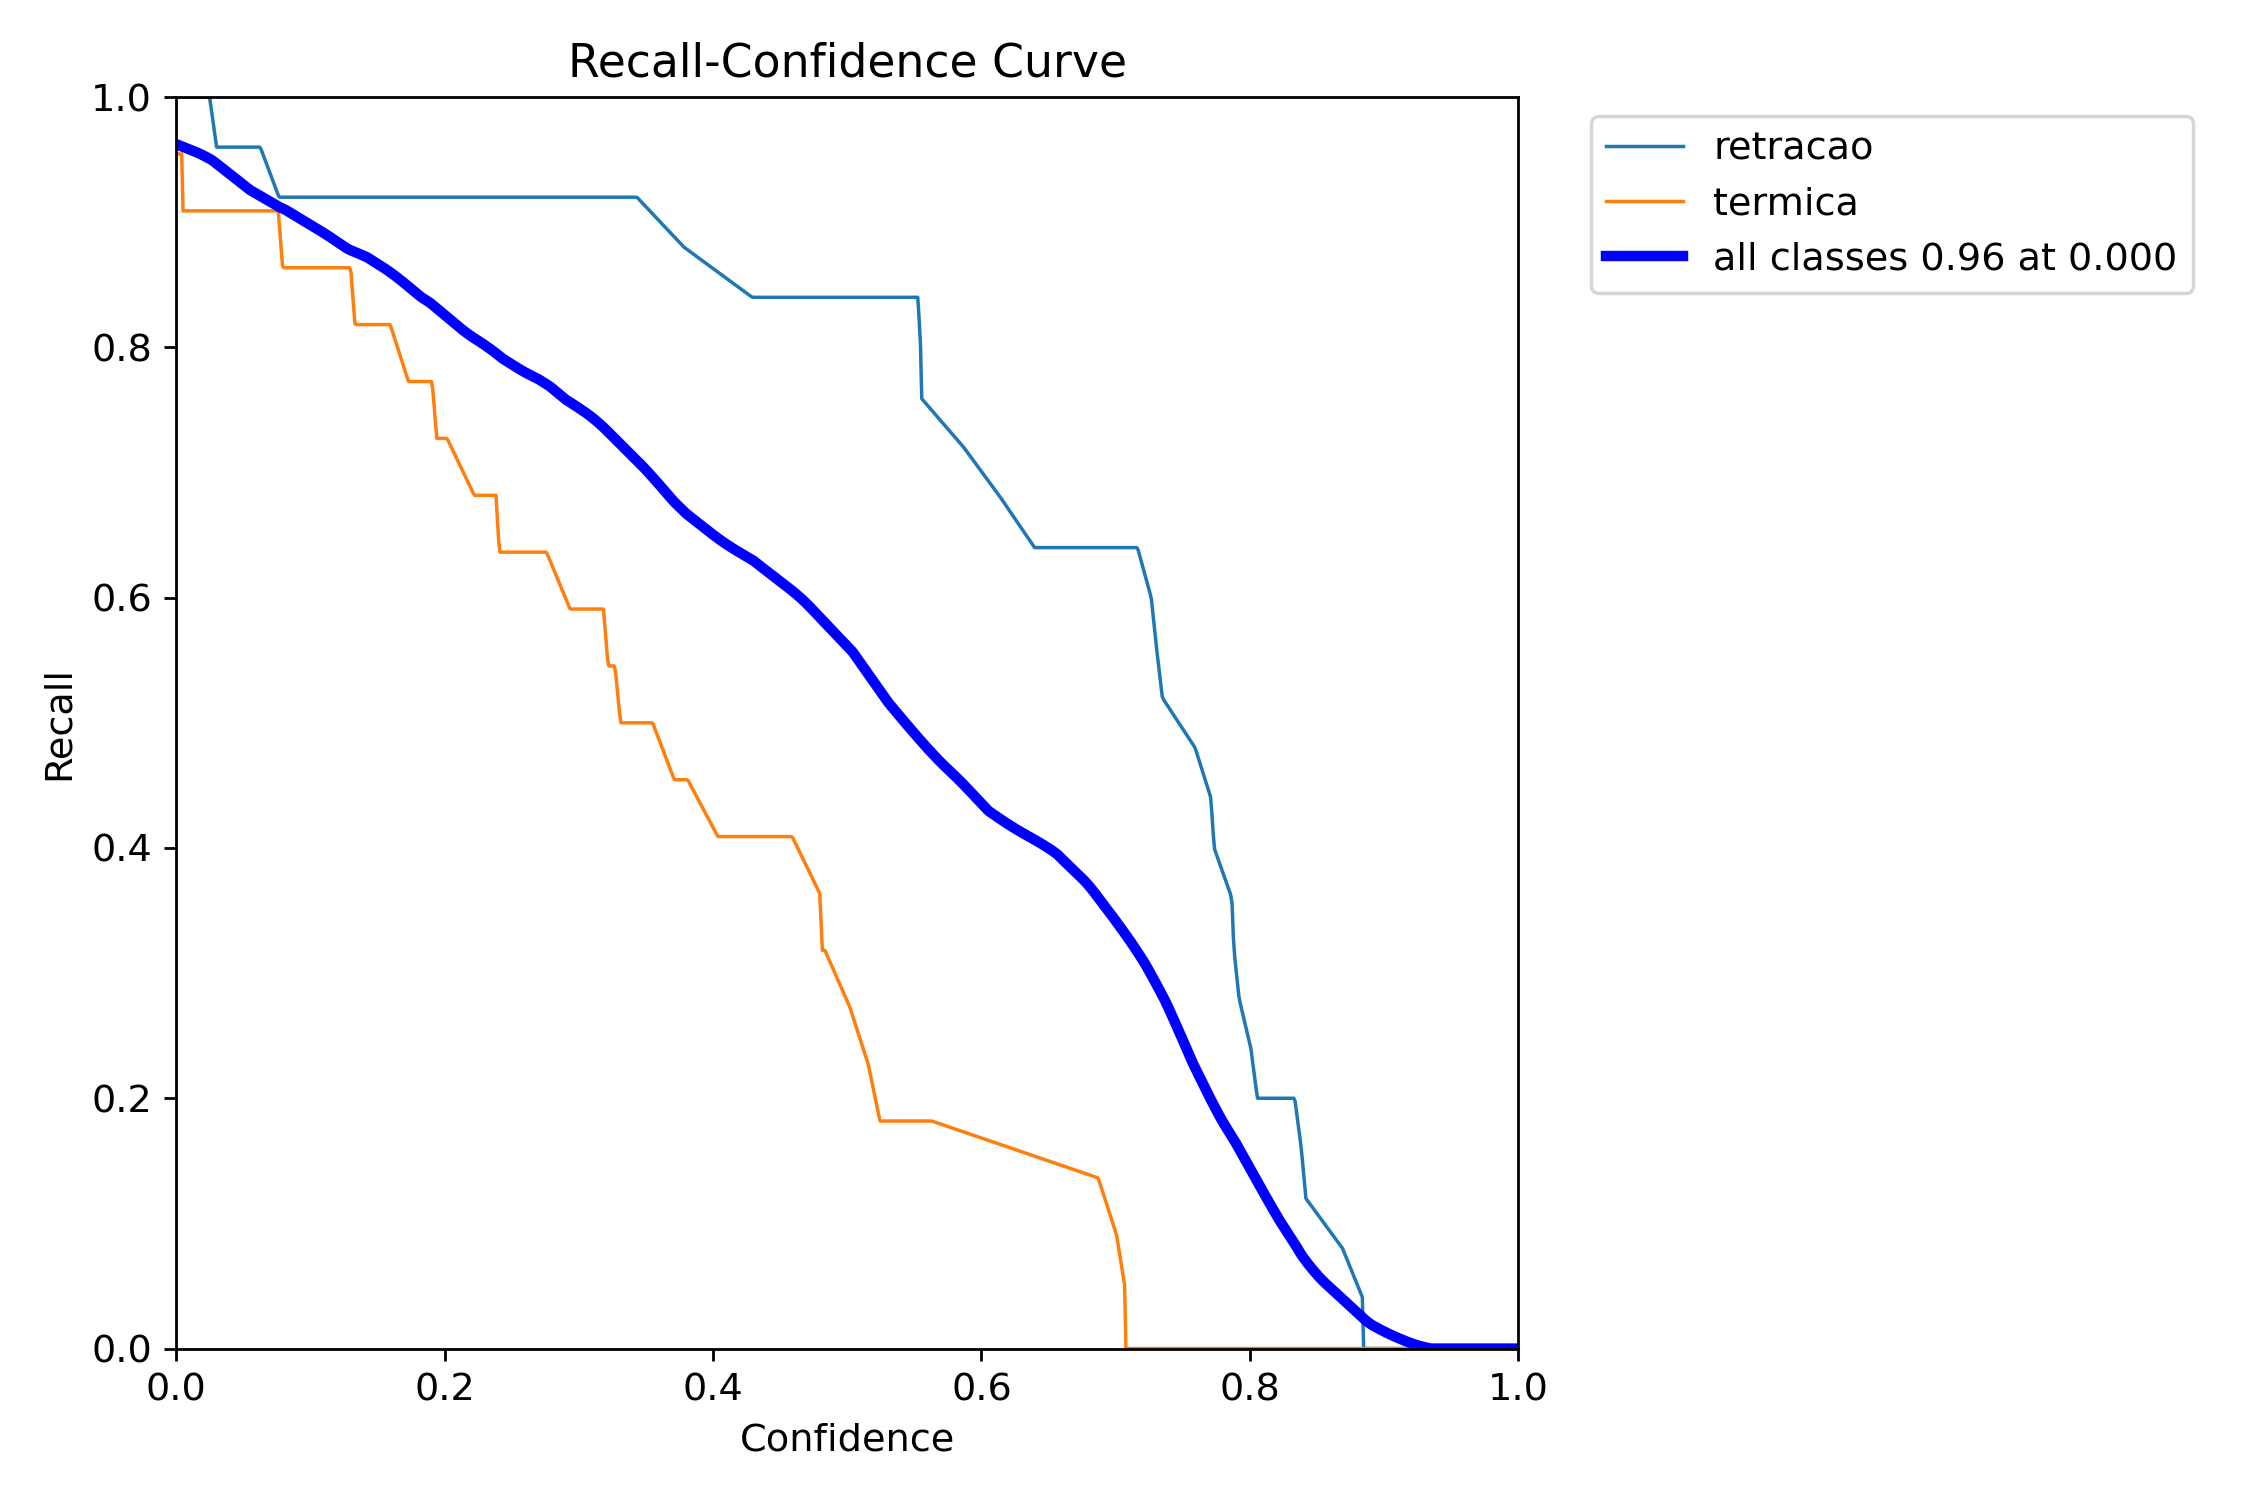 Recall-Confidence Curve
1.0
0.8
0.6
0.4
0.2
0.0
Recall
0.0 0.2 0.4 0.6 0.8 1.0
Confidence
retracao
termica
all classes 0.96 at 0.000